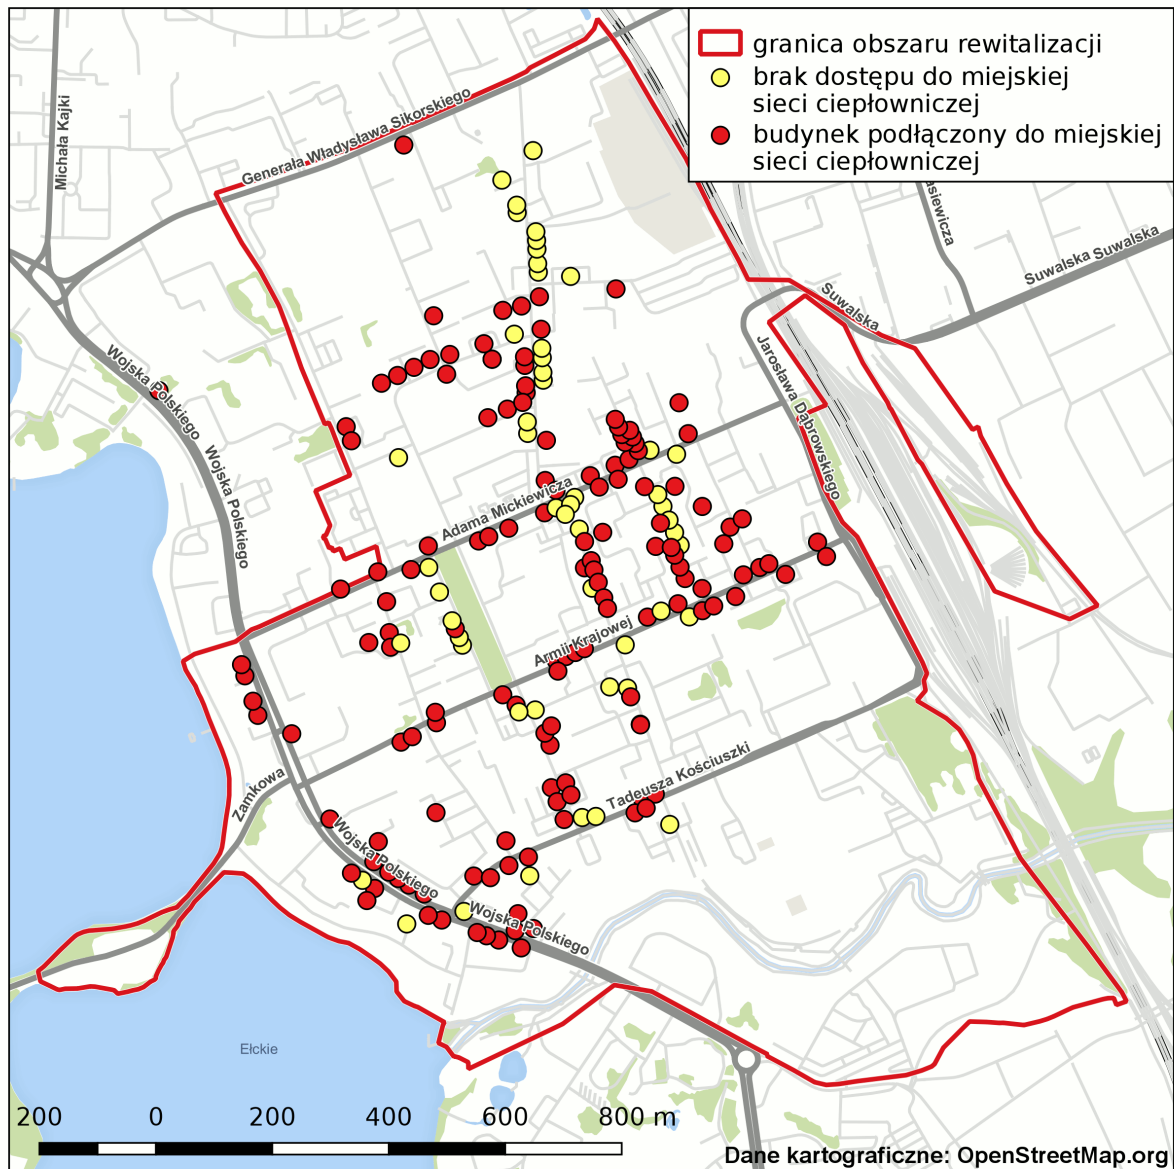 granica obszaru rewitalizacji
brak dostępu do miejskiej
sieci ciepłowniczej
budynek podłączony do miejskiej
sieci ciepłowniczej
Michała Kajki
Generała Władysława Sikorskiego
asiewicza
Suwalska Suwalska
Suwalska
Jarosława Dąbrowskiego
Wojska Polskiego
Wojska Polskiego
Adama Mickiewicza
Armii Krajowej
Zamkowa
Tadeusza Kościuszki
Wojska Polskiego
Wojska Polskiego
Ełckie
200 0 200 400 600 800 m
Dane kartograficzne: OpenStreetMap.org